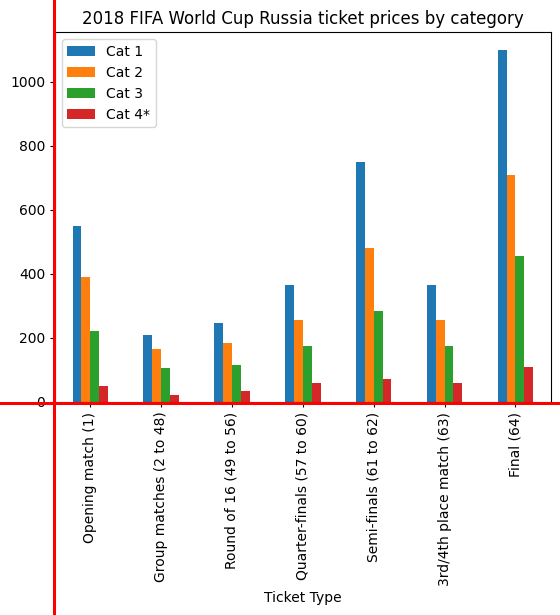 2018 FIFA World Cup Russia ticket prices by category
Cat 1
Cat 2
Cat 3
Cat 4*
1000
800
600
400
200
0
Opening match (1)
Group matches (2 to 48)
Round of 16 (49 to 56)
Quarter-finals (57 to 60)
Semi-finals (61 to 62)
3rd/4th place match (63)
Final (64)
Ticket Type